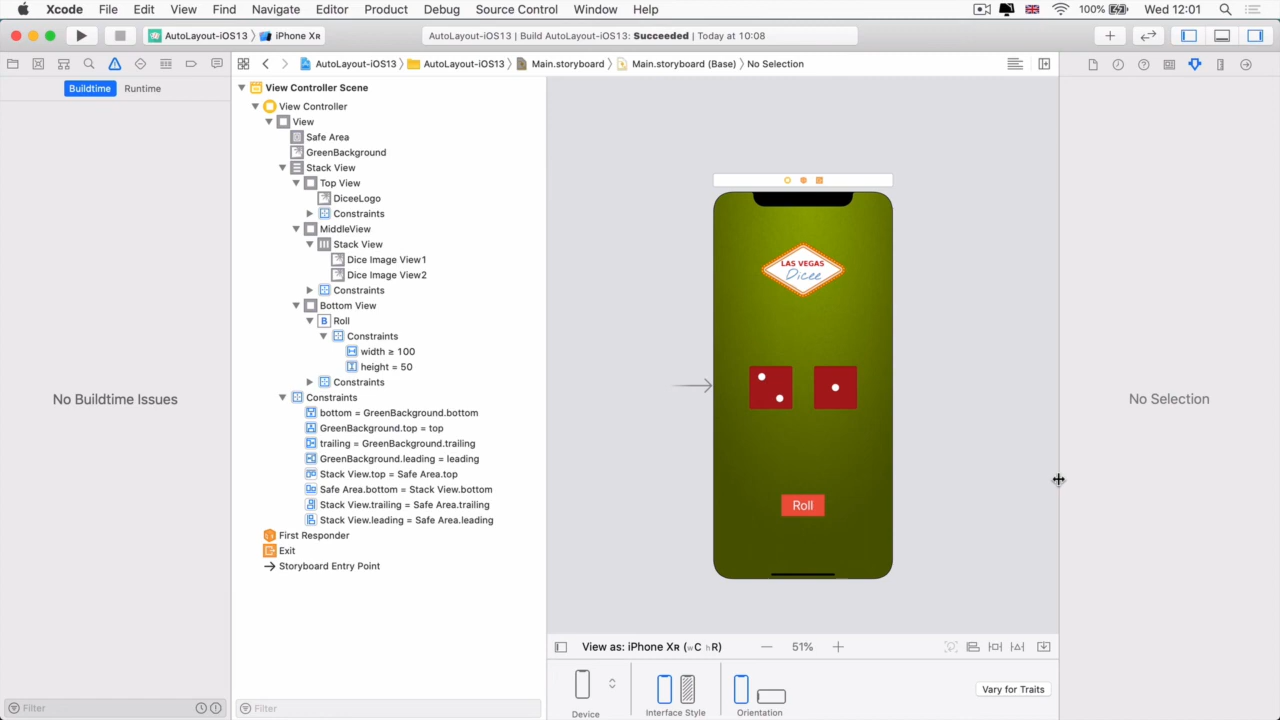 Xcode File Edit View Find Navigate Editor Product Debug Source Control Window Help 100% Wed 12:01
AutoLayout-iOS13 iPhone XR AutoLayout-iOS13 | Build AutoLayout-iOS13: Succeeded | Today at 10:08
AutoLayout-iOS13 AutoLayout-iOS13 Main.storyboard Main.storyboard (Base) No Selection
Buildtime Runtime
No Buildtime Issues
View Controller Scene
View Controller
View
Safe Area
GreenBackground
Stack View
Top View
DiceeLogo
Constraints
MiddleView
Stack View
Dice Image View1
Dice Image View2
Constraints
Bottom View
B Roll
Constraints
width ≥ 100
height = 50
Constraints
Constraints
bottom = GreenBackground.bottom
GreenBackground.top = top
trailing = GreenBackground.trailing
GreenBackground.leading = leading
Stack View.top = Safe Area.top
Safe Area.bottom = Stack View.bottom
Stack View.trailing = Safe Area.trailing
Stack View.leading = Safe Area.leading
First Responder
Exit
Storyboard Entry Point
LAS VEGAS
Dicee
Roll
No Selection
View as: iPhone XR (wC hR) 51%
Vary for Traits
Device Interface Style Orientation
Filter Filter